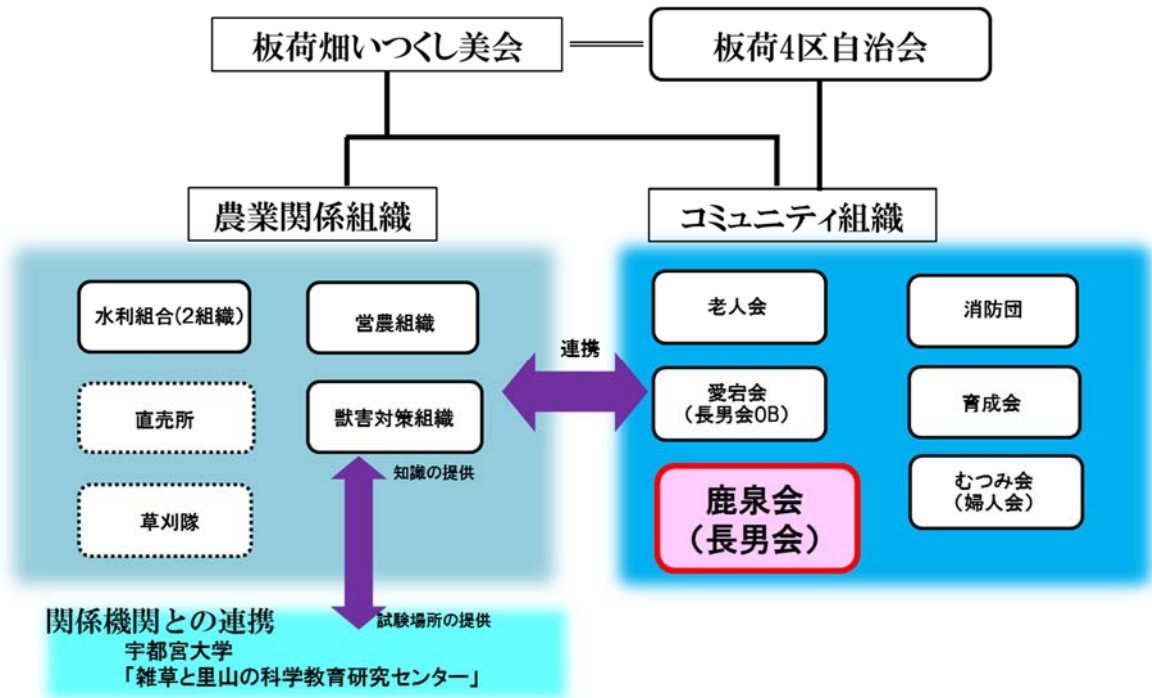 板荷畑いつくし美会
板荷4区自治会
農業関係組織
コミュニティ組織
水利組合(2組織)
営農組織
直売所
獣害対策組織
草刈隊
連携
老人会
消防団
愛宕会
(長男会OB)
育成会
鹿泉会
(長男会)
むつみ会
(婦人会)
知識の提供
試験場所の提供
関係機関との連携
宇都宮大学
「雑草と里山の科学教育研究センター」